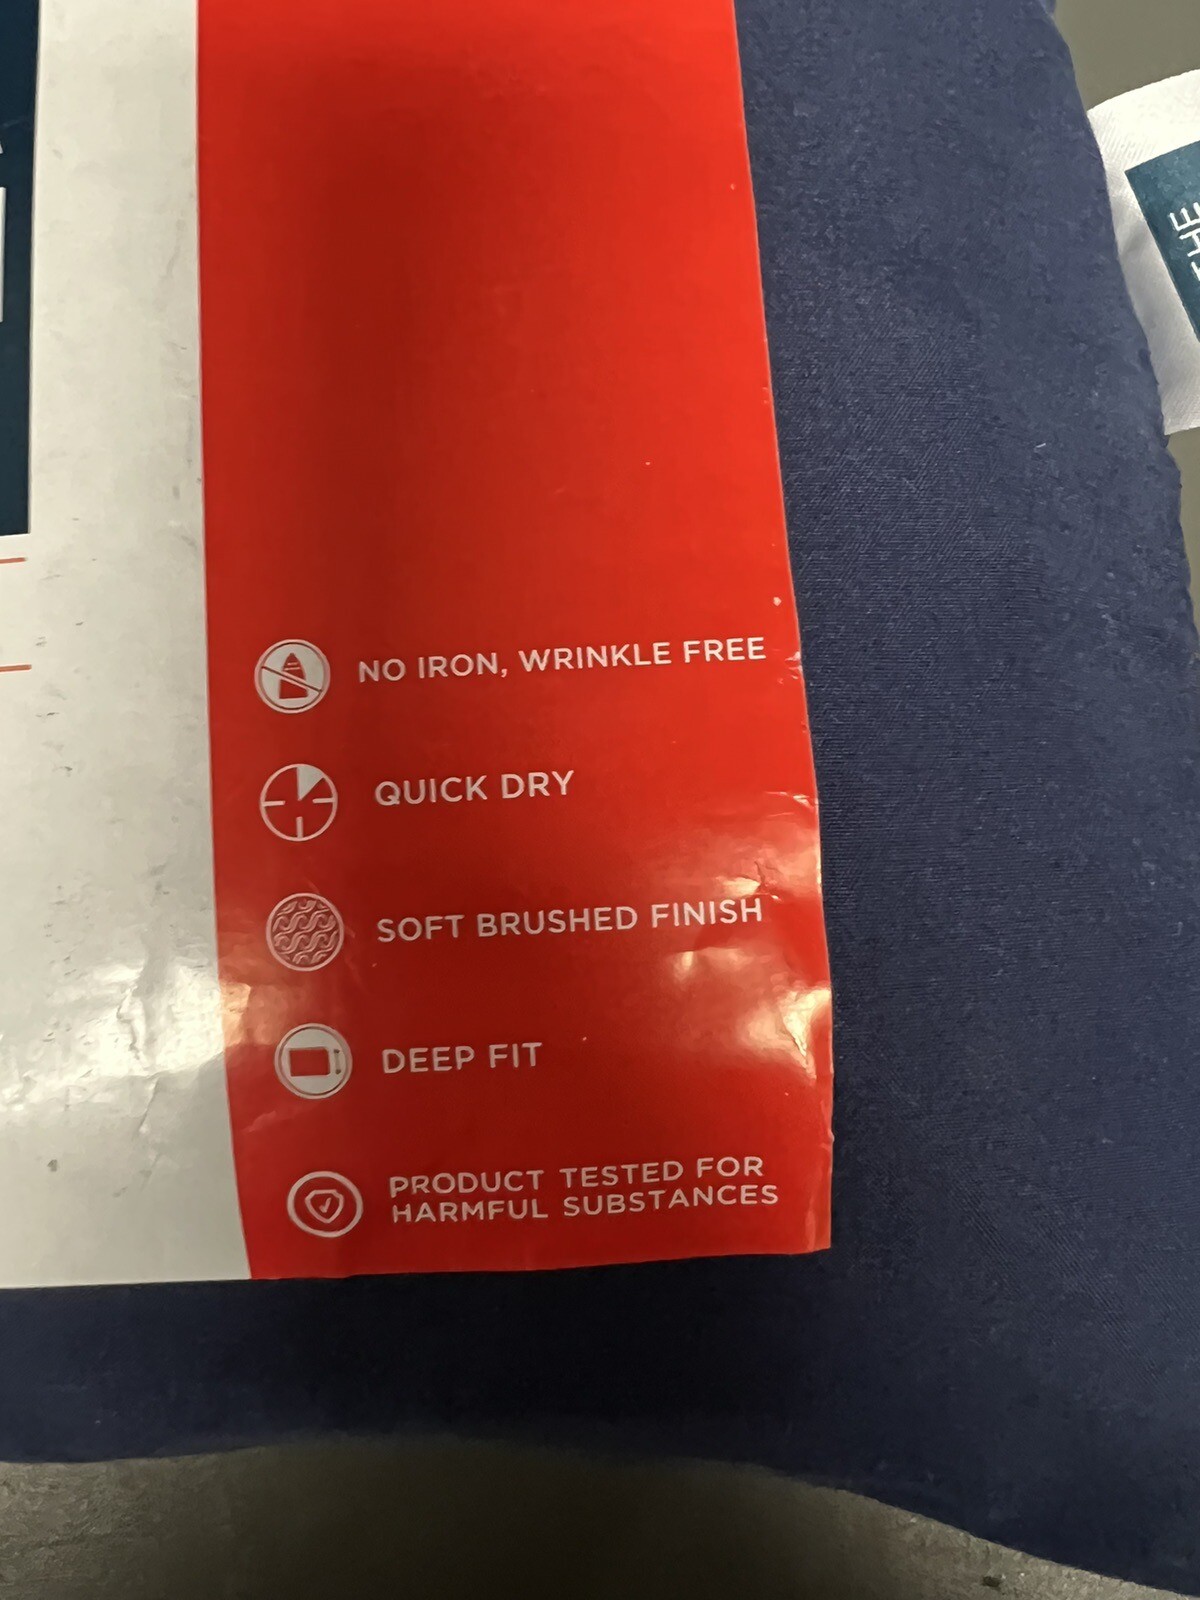 NO IRON, WRINKLE FREE
QUICK DRY
SOFT BRUSHED FINISH
DEEP FIT
PRODUCT TESTED FOR
HARMFUL SUBSTANCES
THE